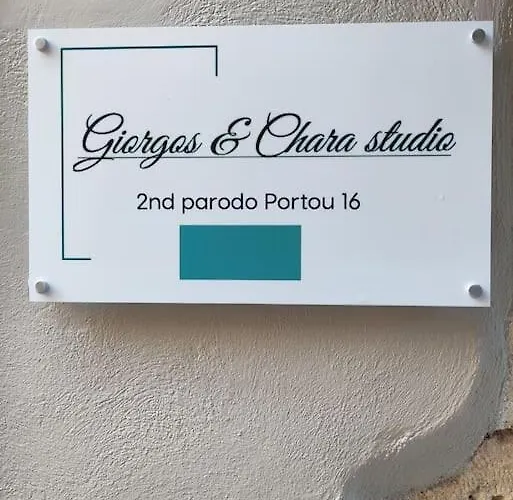 Giorgos & Chara studio
2nd parodo Portou 16